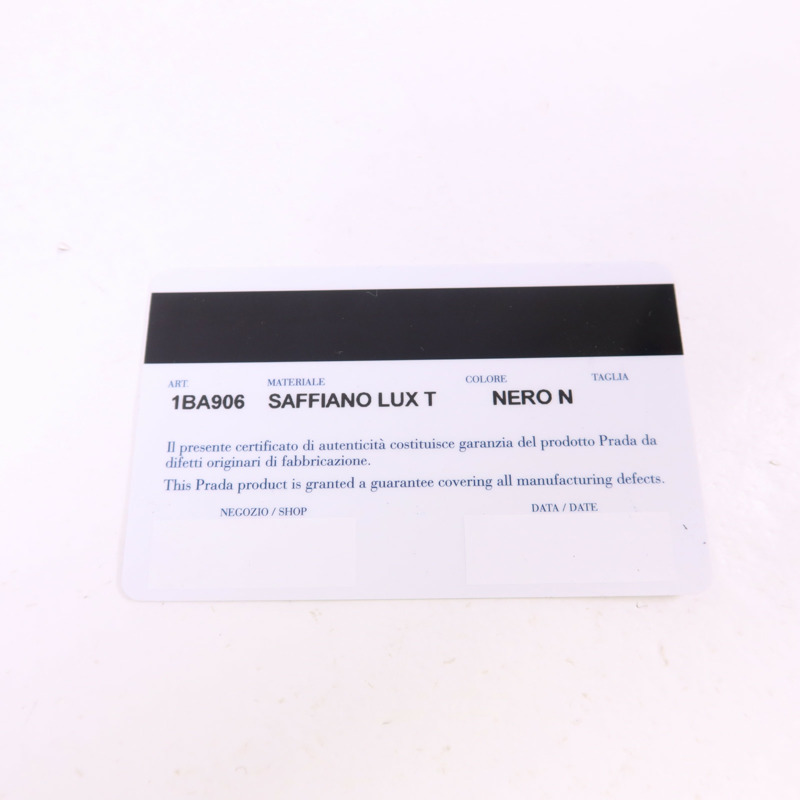 ART. MATERIALE COLORE TAGLIA
1BA906 SAFFIANO LUX T NERO N
Il presente certificato di autenticità costituisce garanzia del prodotto Prada da
difetti originari di fabbricazione.
This Prada product is granted a guarantee covering all manufacturing defects.
NEGOZIO / SHOP DATA / DATE